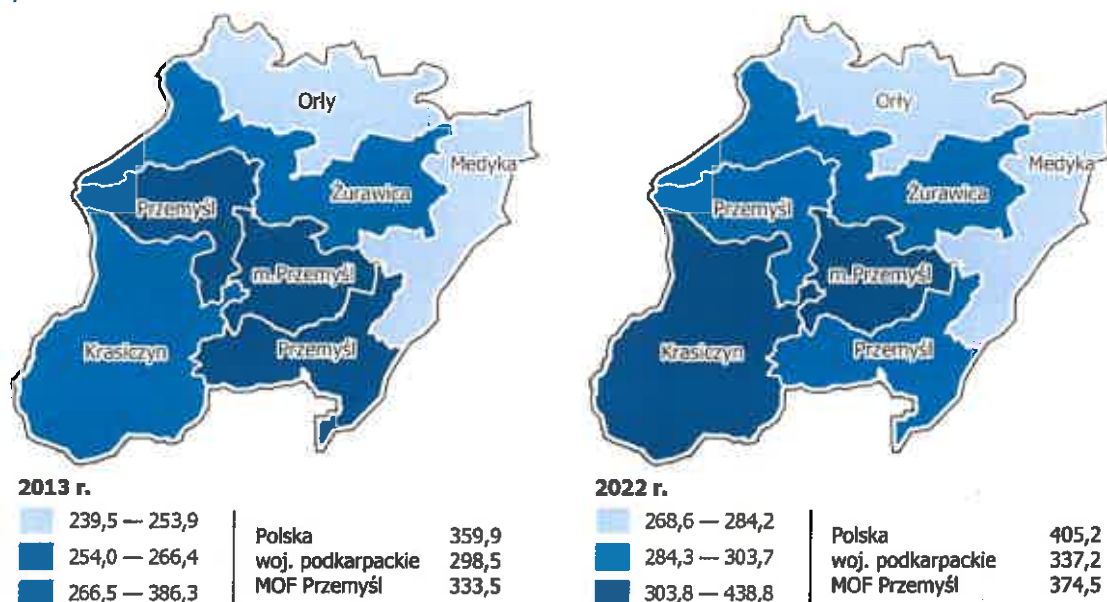 Orły
Medyka
Żurawica
Przemyśl
m.Przemyśl
Krasiczyn
Przemyśl
2013 r.
239,5 — 253,9
254,0 — 266,4
266,5 — 386,3
Polska 359,9
woj. podkarpackie 298,5
MOF Przemyśl 333,5
Orły
Medyka
Żurawica
Przemyśl
m.Przemyśl
Krasiczyn
Przemyśl
2022 r.
268,6 — 284,2
284,3 — 303,7
303,8 — 438,8
Polska 405,2
woj. podkarpackie 337,2
MOF Przemyśl 374,5